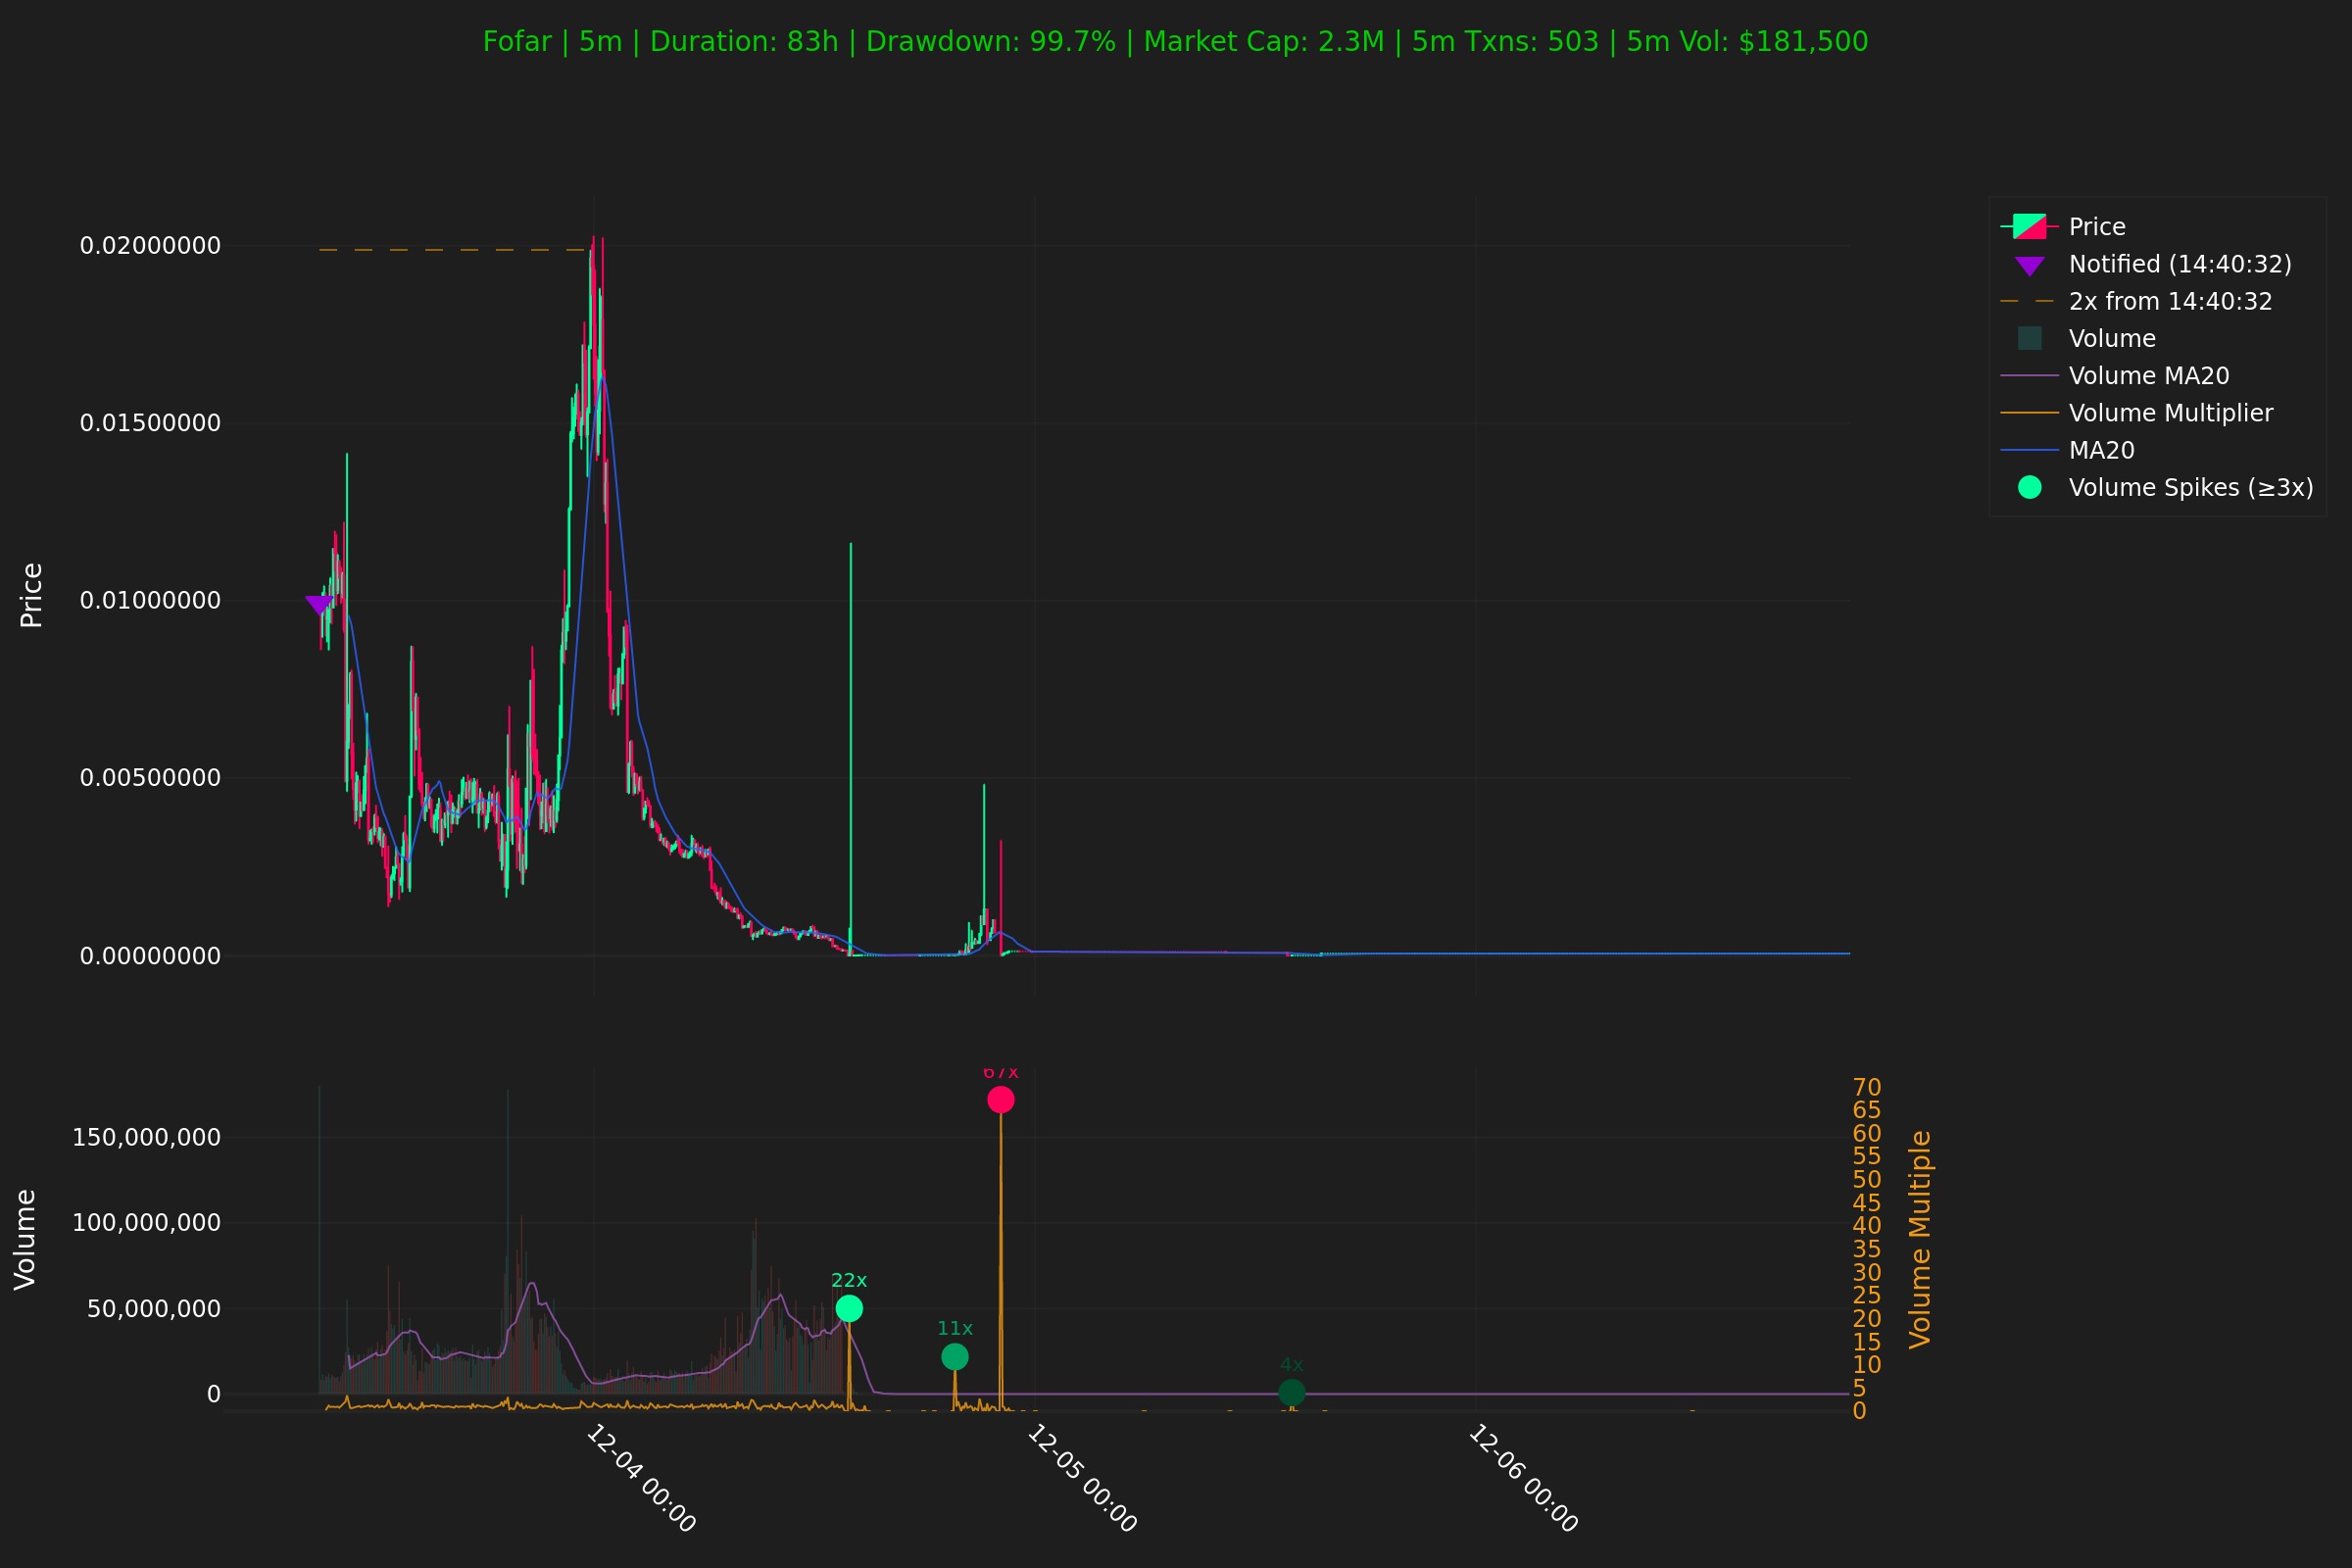 Fofar | 5m | Duration: 83h | Drawdown: 99.7% | Market Cap: 2.3M | 5m Txns: 503 | 5m Vol: $181,500
Price
0.02000000
0.01500000
0.01000000
0.00500000
0.00000000
Price
Notified (14:40:32)
2x from 14:40:32
Volume
Volume MA20
Volume Multiplier
MA20
Volume Spikes (≥3x)
Volume
150,000,000
100,000,000
50,000,000
0
22x
11x
67x
4x
70
65
60
55
50
45
40
35
30
25
20
15
10
5
0
Volume Multiple
12-04 00:00
12-05 00:00
12-06 00:00